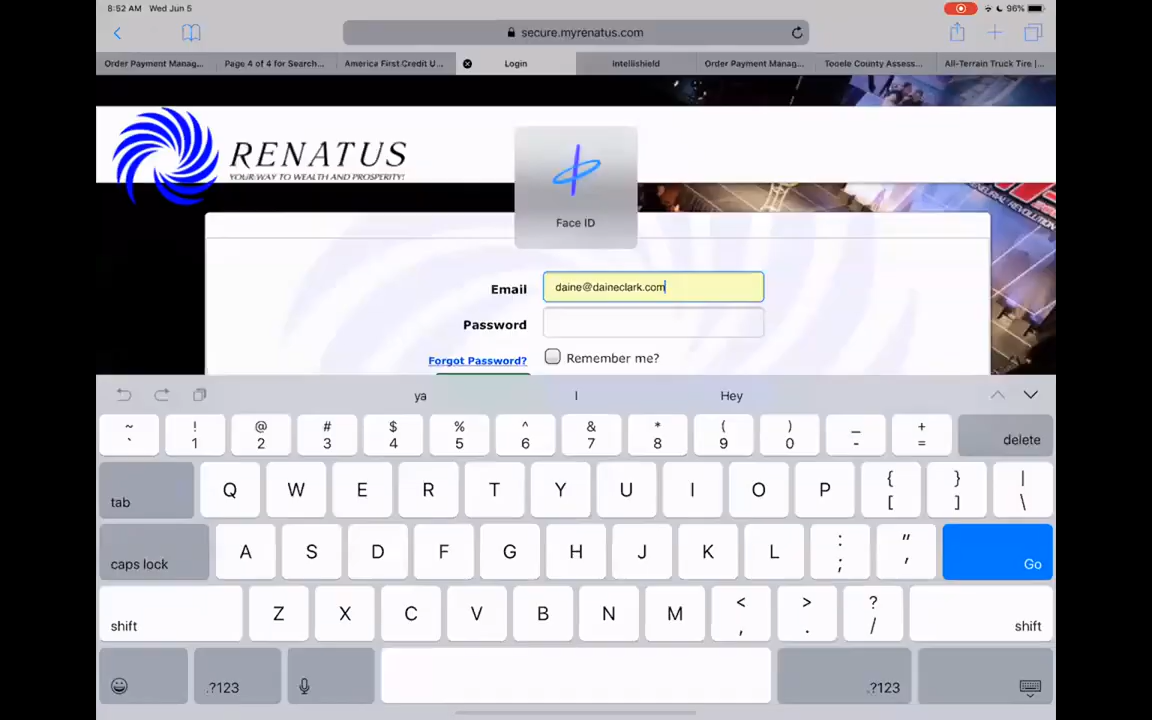 8:52 AM Wed Jun 5
96%
secure.myrenatus.com
Order Payment Manag... Page 4 of 4 for Search... America First Credit U... Login Intellishield Order Payment Manag... Tooele County Assess... All-Terrain Truck Tire |...
RENATUS
YOUR WAY TO WEALTH AND PROSPERITY!
Face ID
Email daine@daineclark.com
Password
Forgot Password? Remember me?
ya I Hey
~ ! @ # $ % ^ & * ( ) _ +
` 1 2 3 4 5 6 7 8 9 0 - = delete
tab Q W E R T Y U I O P { [ } ] | \
caps lock A S D F G H J K L : ; " ' Go
shift Z X C V B N M < , > . ? / shift
.?123 .?123